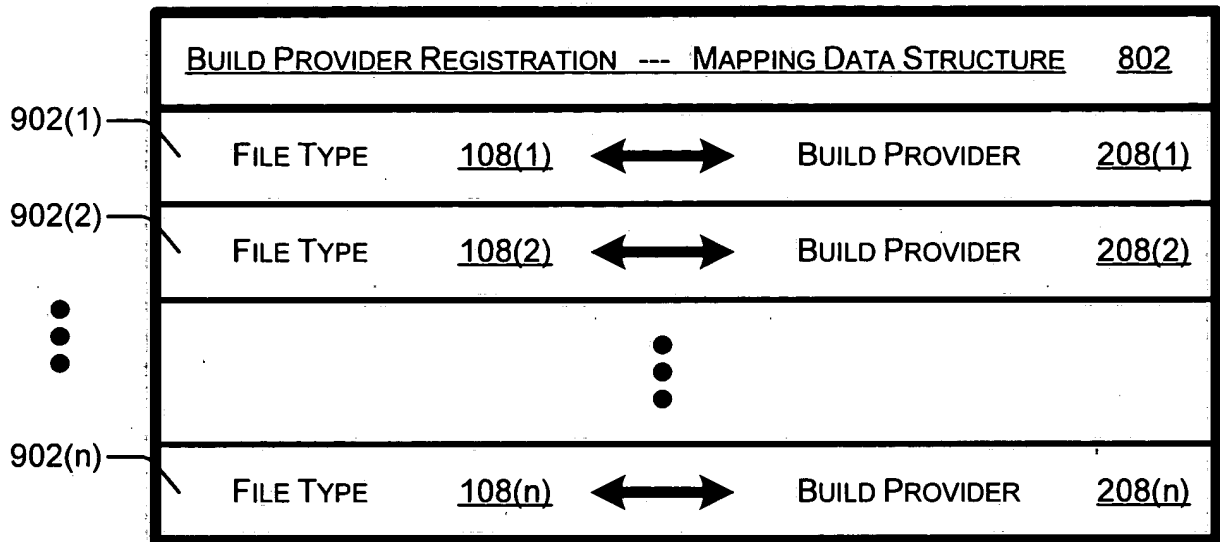 BUILD PROVIDER REGISTRATION --- MAPPING DATA STRUCTURE 802
902(1) FILE TYPE 108(1) BUILD PROVIDER 208(1)
902(2) FILE TYPE 108(2) BUILD PROVIDER 208(2)
902(n) FILE TYPE 108(n) BUILD PROVIDER 208(n)